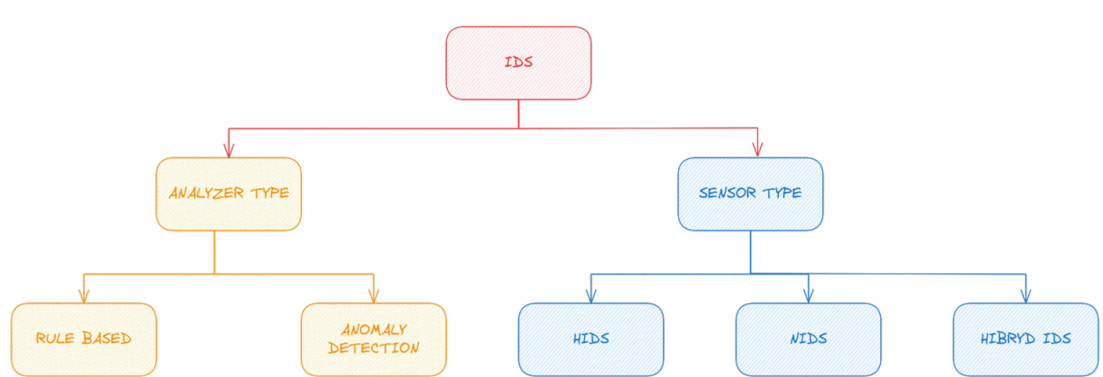 IDS
ANALYZER TYPE
SENSOR TYPE
RULE BASED
ANOMALY
DETECTION
HIDS
NIDS
HIBRYD IDS